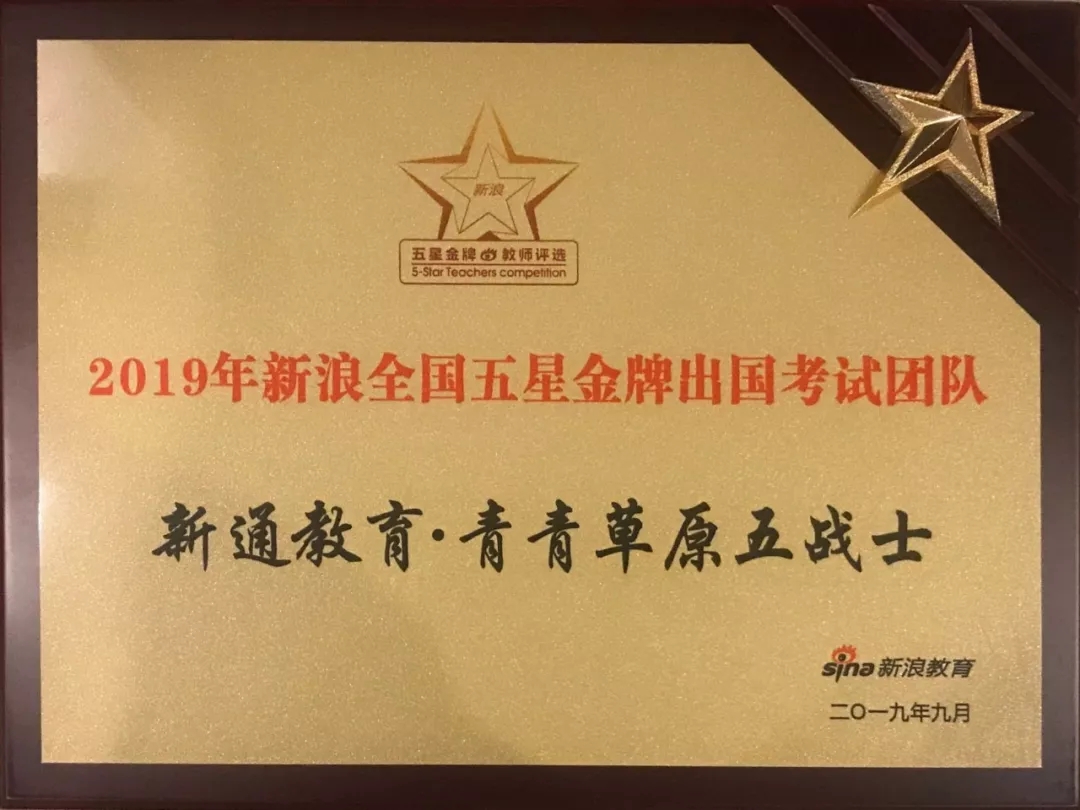 新浪
五星金牌 教师评选
5-Star Teachers competition
2019年新浪全国五星金牌出国考试团队
新通教育·青青草原五战士
sina新浪教育
二〇一九年九月